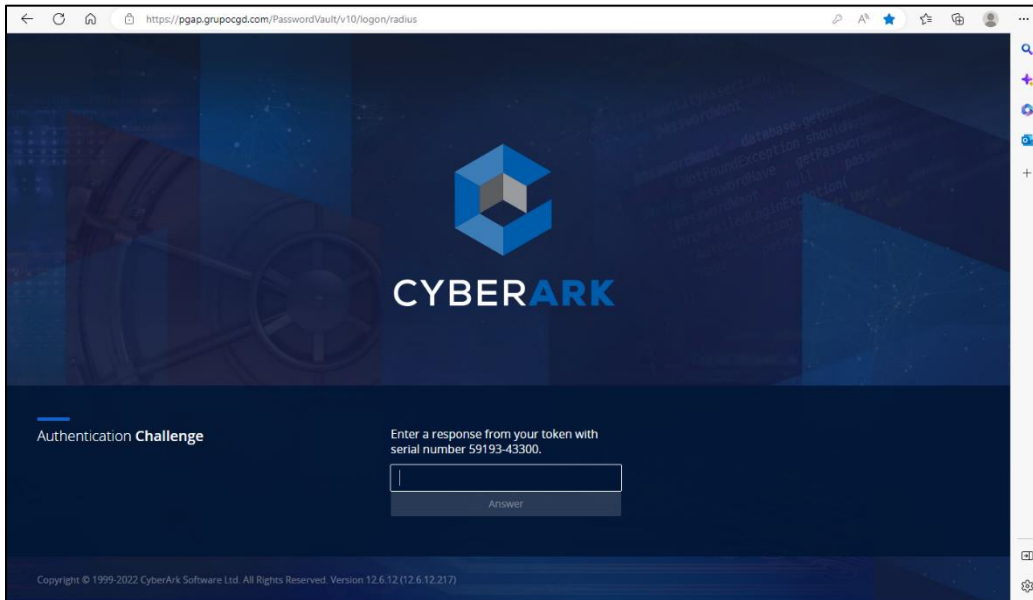 https://pgap.grupocgd.com/PasswordVault/v10/logon/radius
CYBERARK
Authentication Challenge
Enter a response from your token with
serial number 59193-43300.
Answer
Copyright © 1999-2022 CyberArk Software Ltd. All Rights Reserved. Version 12.6.12 (12.6.12.217)